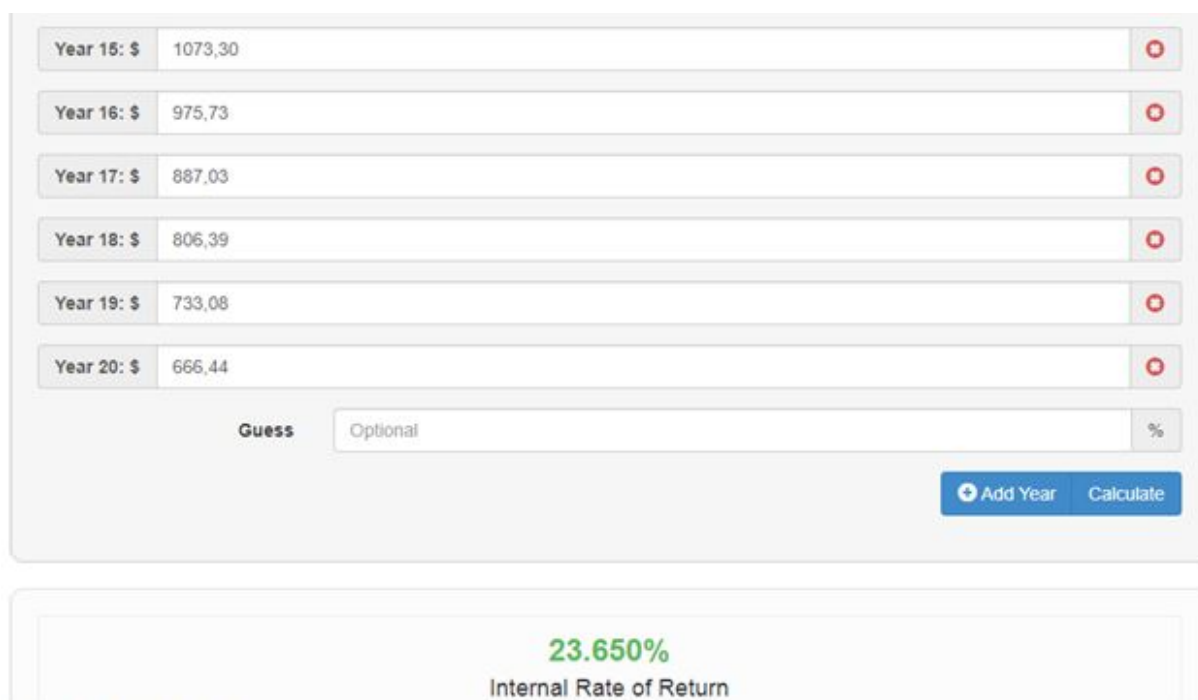 Year 15: $ 1073,30
Year 16: $ 975,73
Year 17: $ 887,03
Year 18: $ 806,39
Year 19: $ 733,08
Year 20: $ 666,44
Guess Optional %
Add Year Calculate
23.650%
Internal Rate of Return